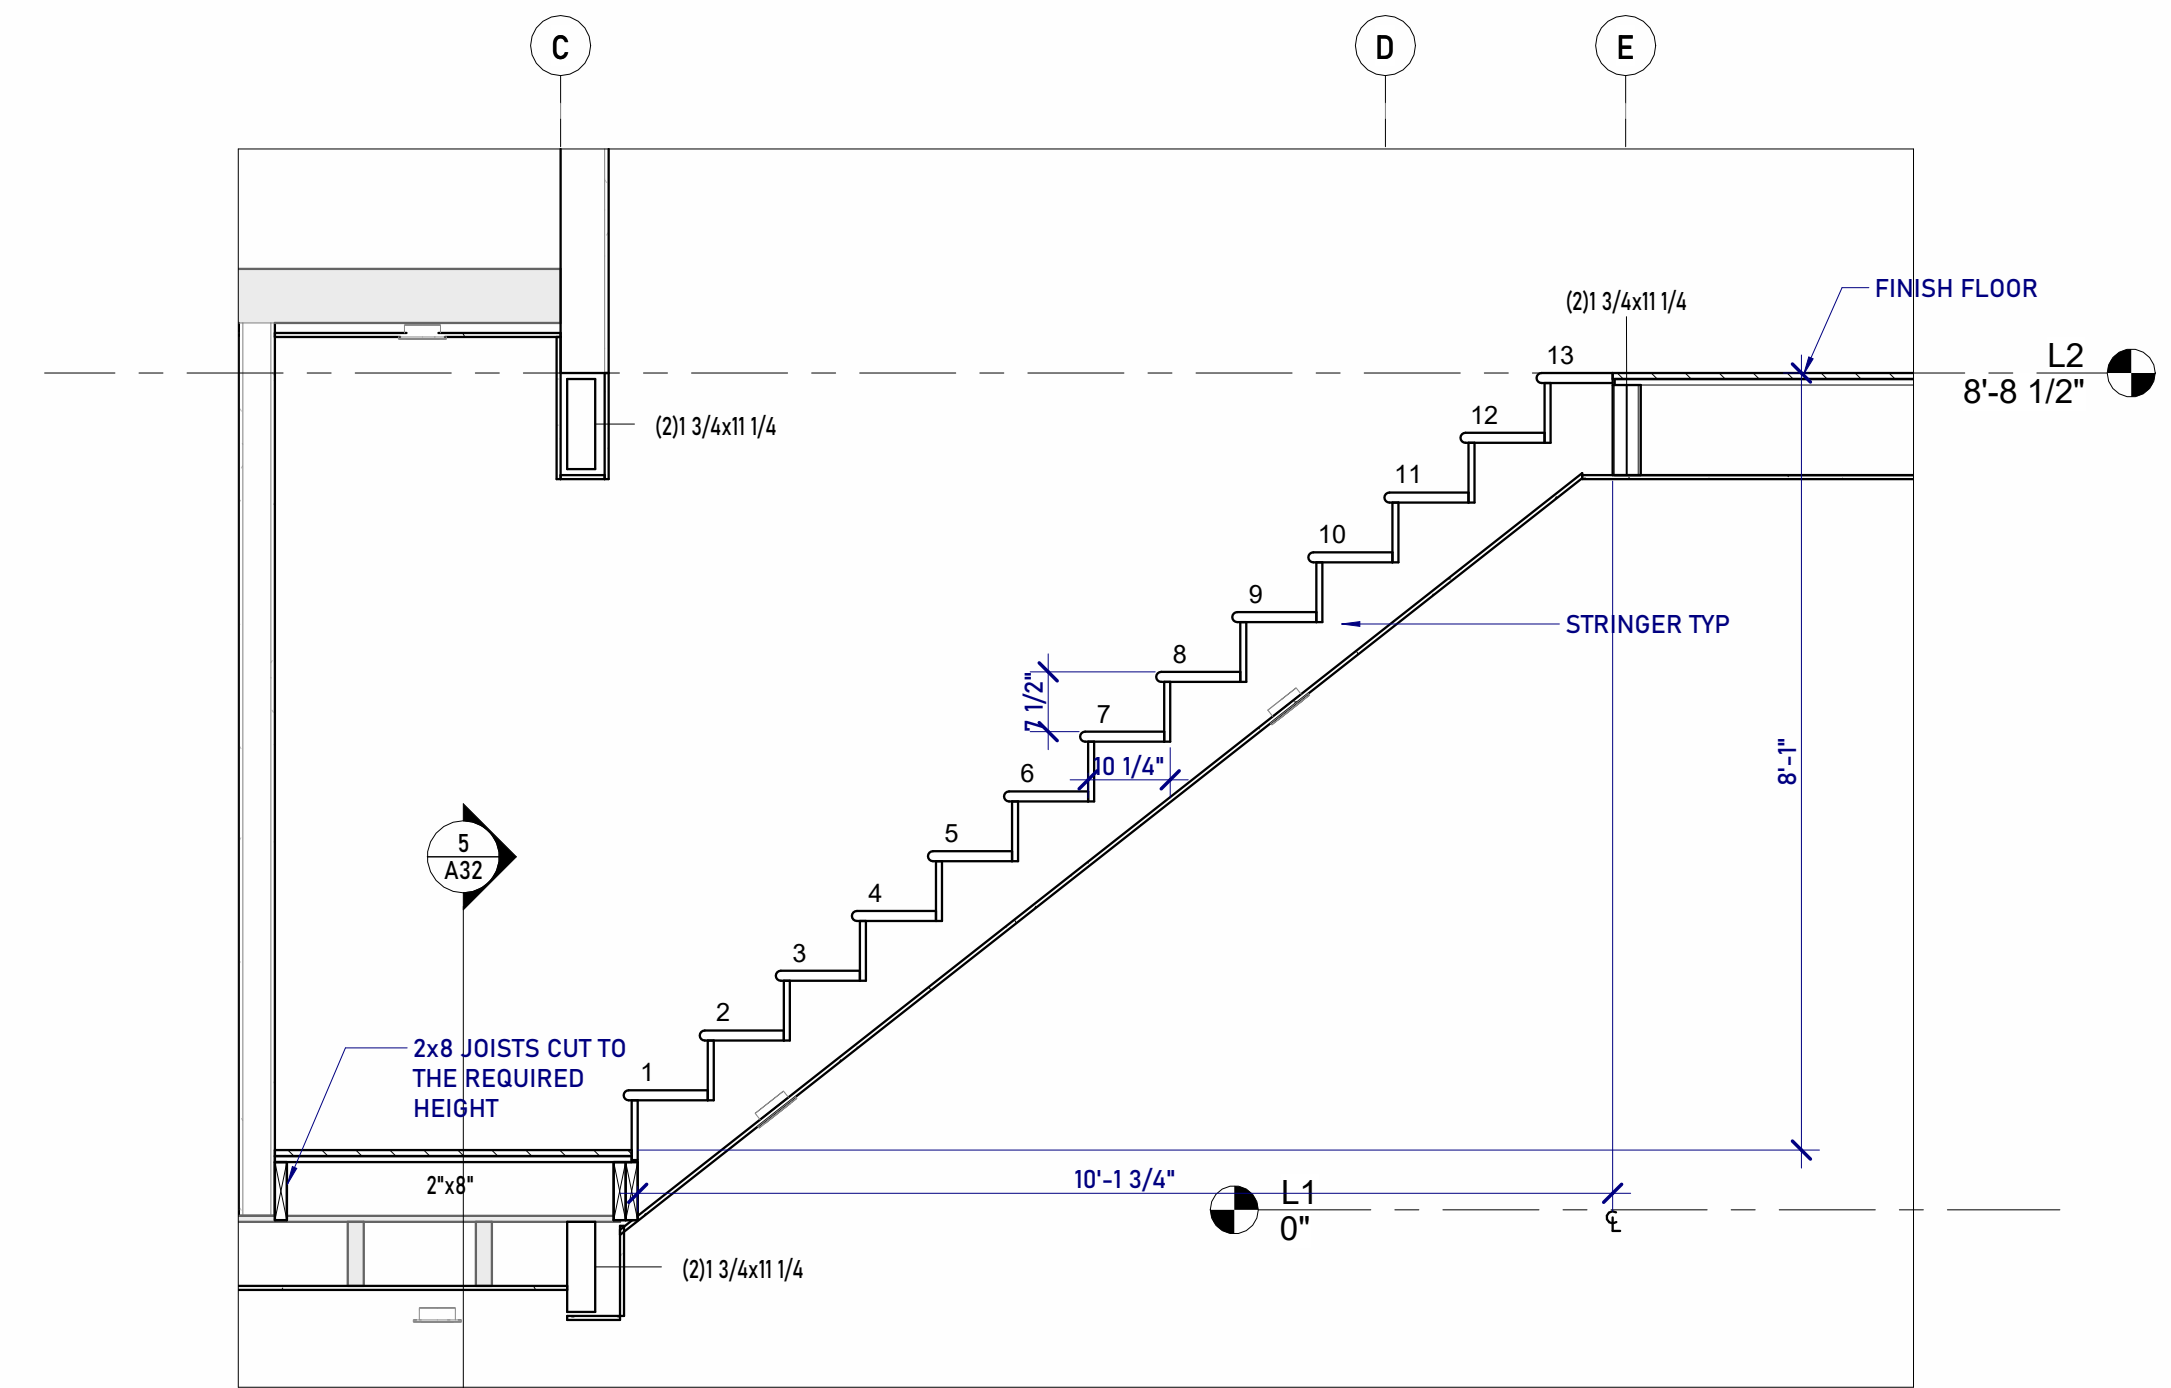 C
D
E
(2)1 3/4x11 1/4
FINISH FLOOR
L2
8'-8 1/2"
13
(2)1 3/4x11 1/4
12
11
10
9
STRINGER TYP
8
7 1/2"
7
10 1/4"
6
8'-1"
5
5
A32
4
3
2
2x8 JOISTS CUT TO
THE REQUIRED
HEIGHT
1
2"x8"
10'-1 3/4"
L1
0"
℄
(2)1 3/4x11 1/4